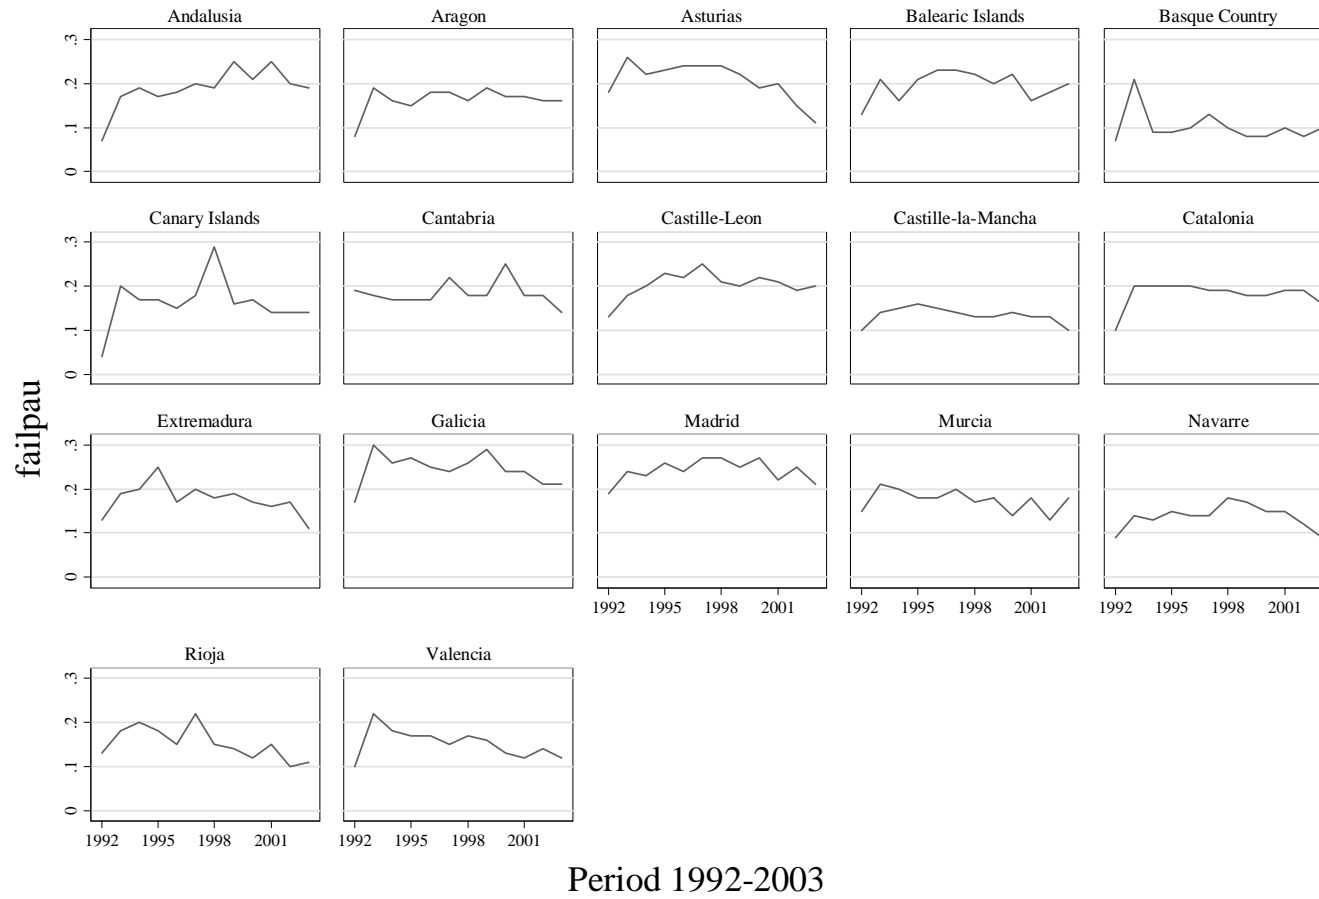 Andalusia Aragon Asturias Balearic Islands Basque Country
.3
.2
.1
0
Canary Islands Cantabria Castille-Leon Castille-la-Mancha Catalonia
.3
.2
.1
0
failpau
Extremadura Galicia Madrid Murcia Navarre
.3
.2
.1
0
1992 1995 1998 2001 1992 1995 1998 2001 1992 1995 1998 2001
Rioja Valencia
.3
.2
.1
0
1992 1995 1998 2001 1992 1995 1998 2001
Period 1992-2003